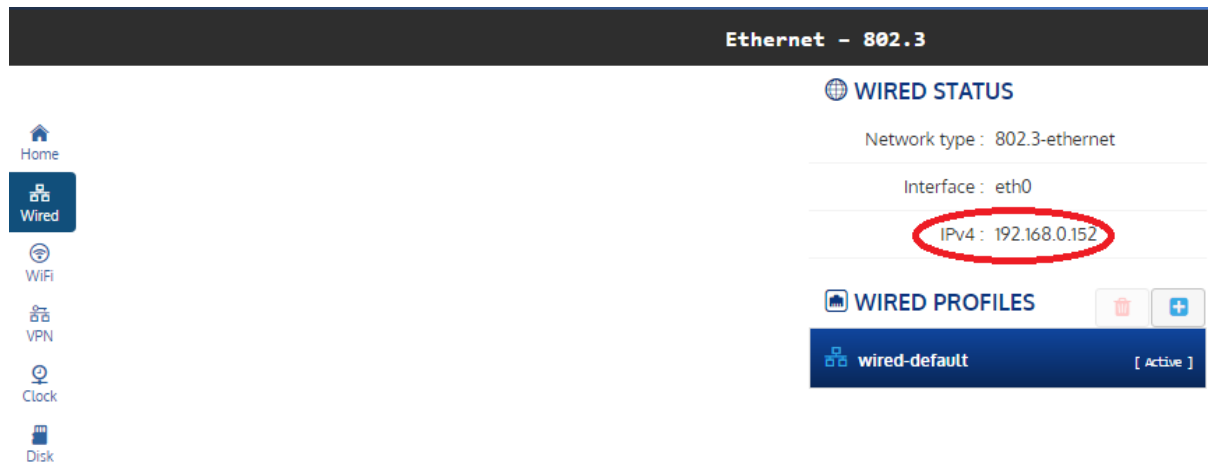 Ethernet – 802.3
Home
Wired
WiFi
VPN
Clock
Disk
WIRED STATUS
Network type : 802.3-ethernet
Interface : eth0
IPv4 : 192.168.0.152
WIRED PROFILES
wired-default [ Active ]